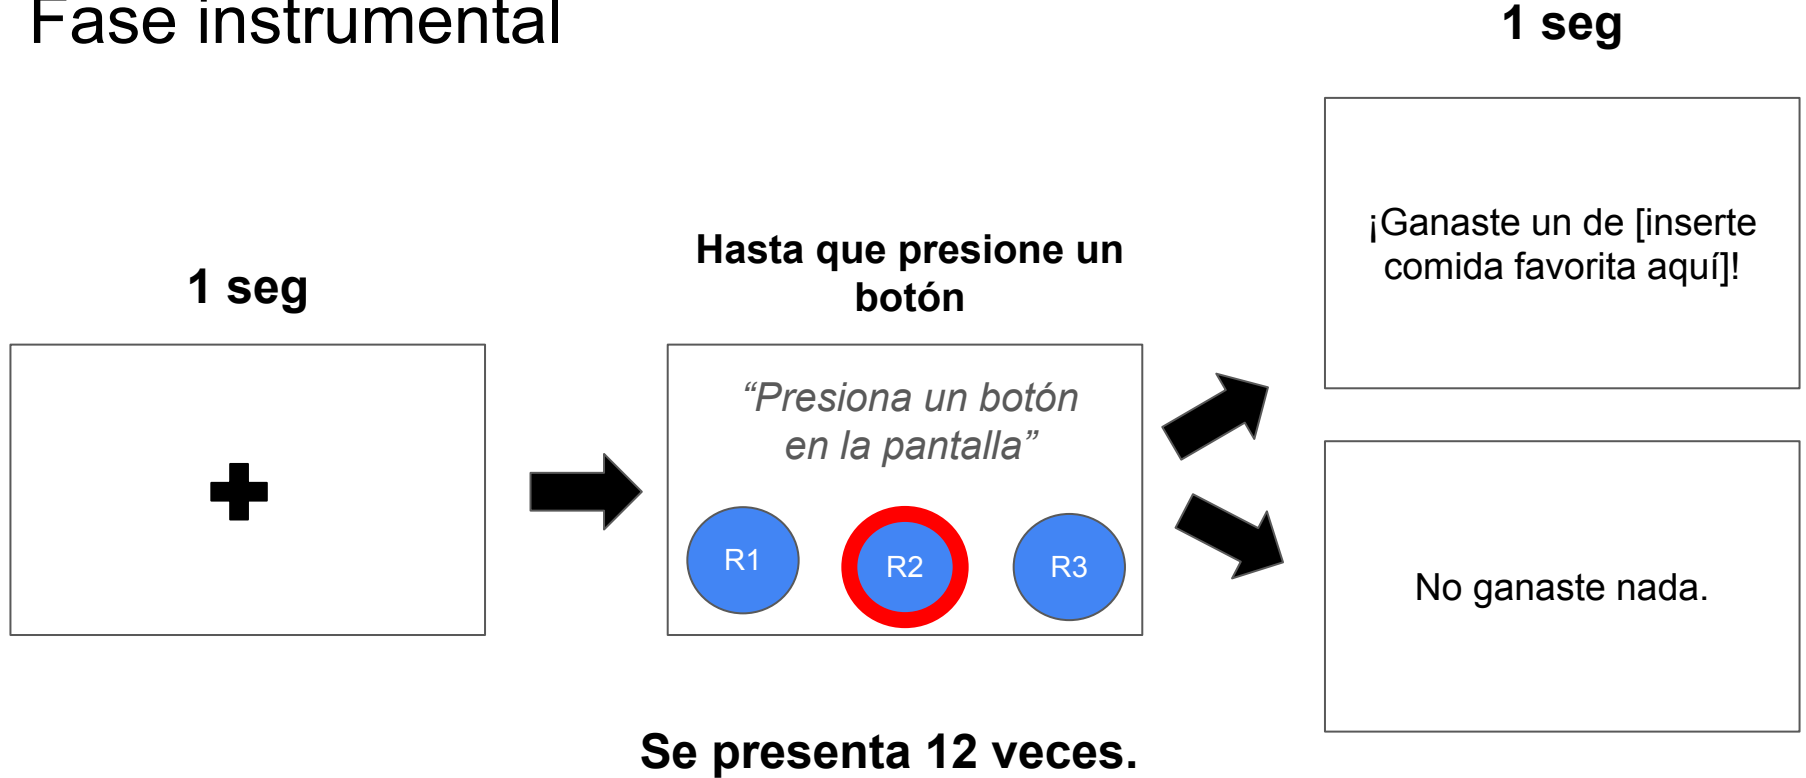 Fase instrumental
1 seg
¡Ganaste un de [inserte
comida favorita aquí]!
Hasta que presione un
botón
1 seg
“Presiona un botón
en la pantalla”
R1
R2
R3
No ganaste nada.
Se presenta 12 veces.